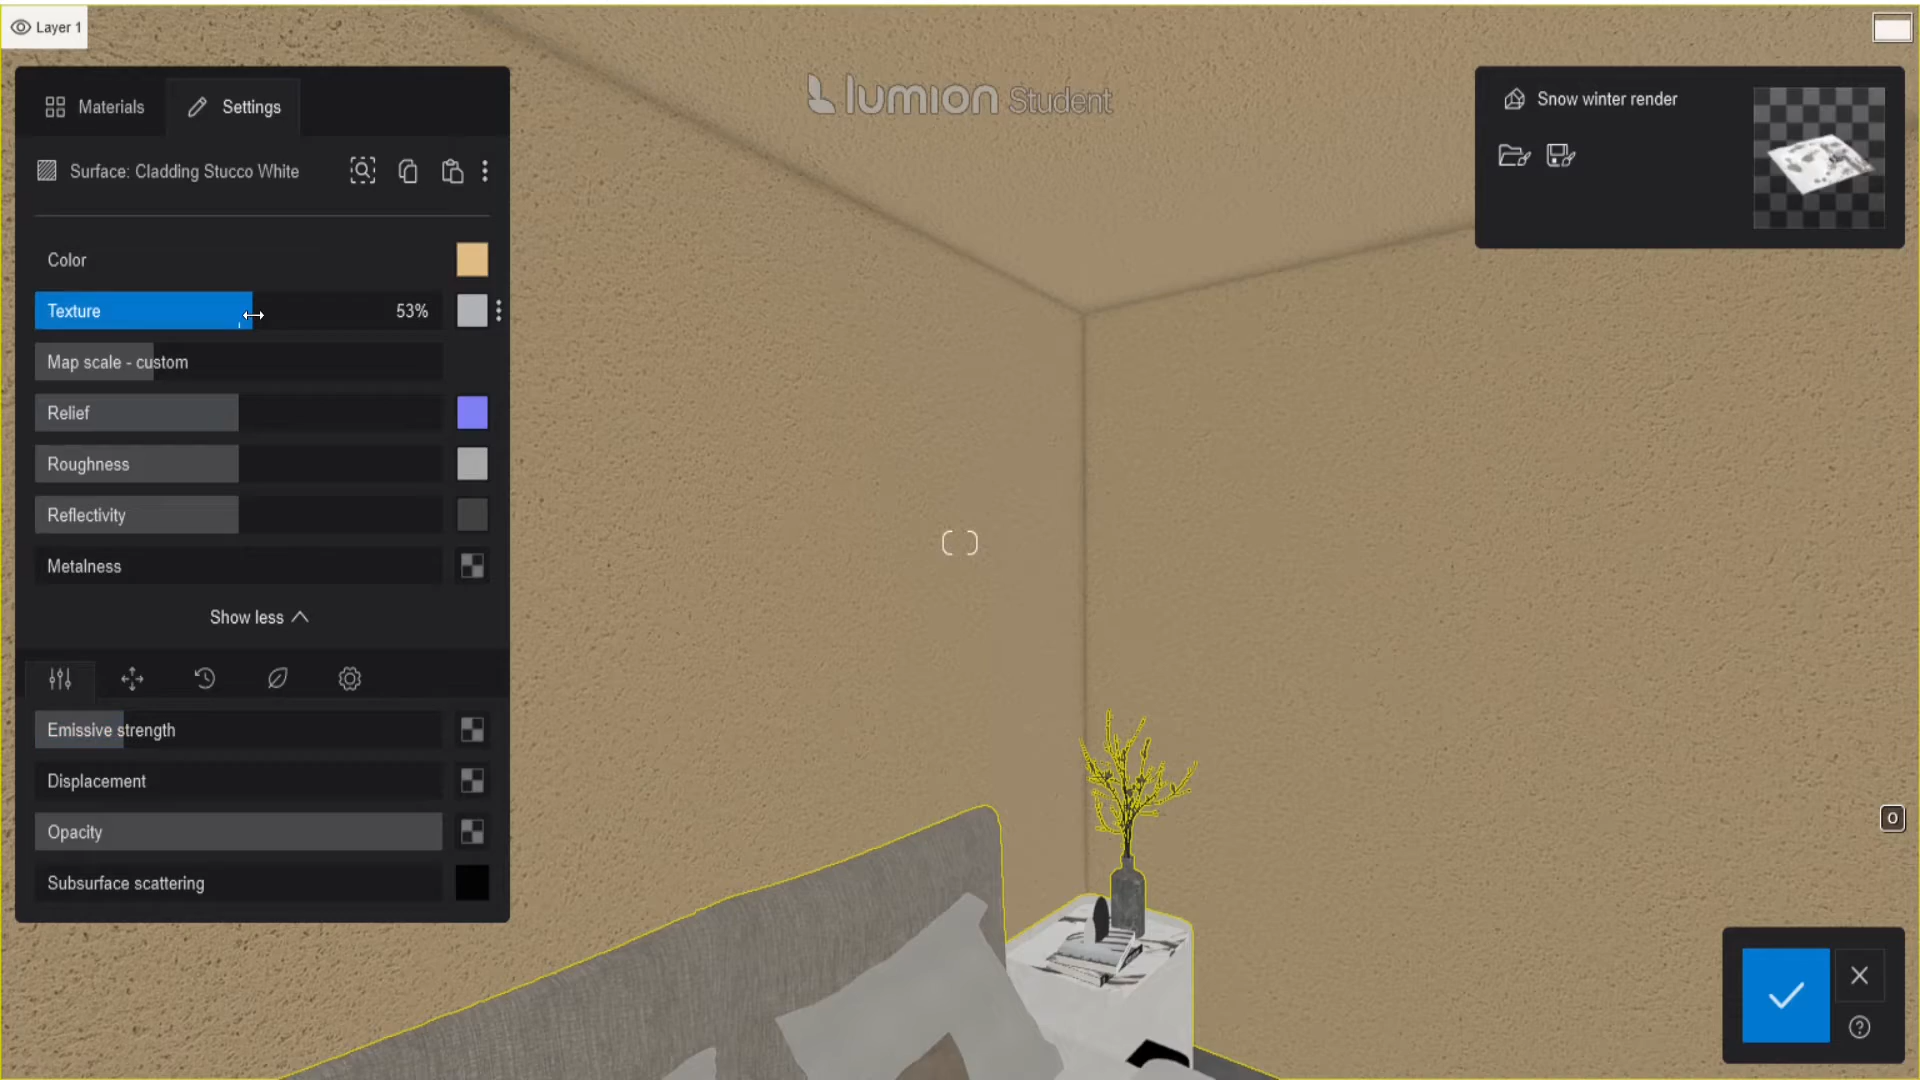 Layer 1
Materials
Settings
lumion Student
Snow winter render
Surface: Cladding Stucco White
Color
Texture 53%
Map scale - custom
Relief
Roughness
Reflectivity
Metalness
Show less
Emissive strength
Displacement
O
Opacity
Subsurface scattering